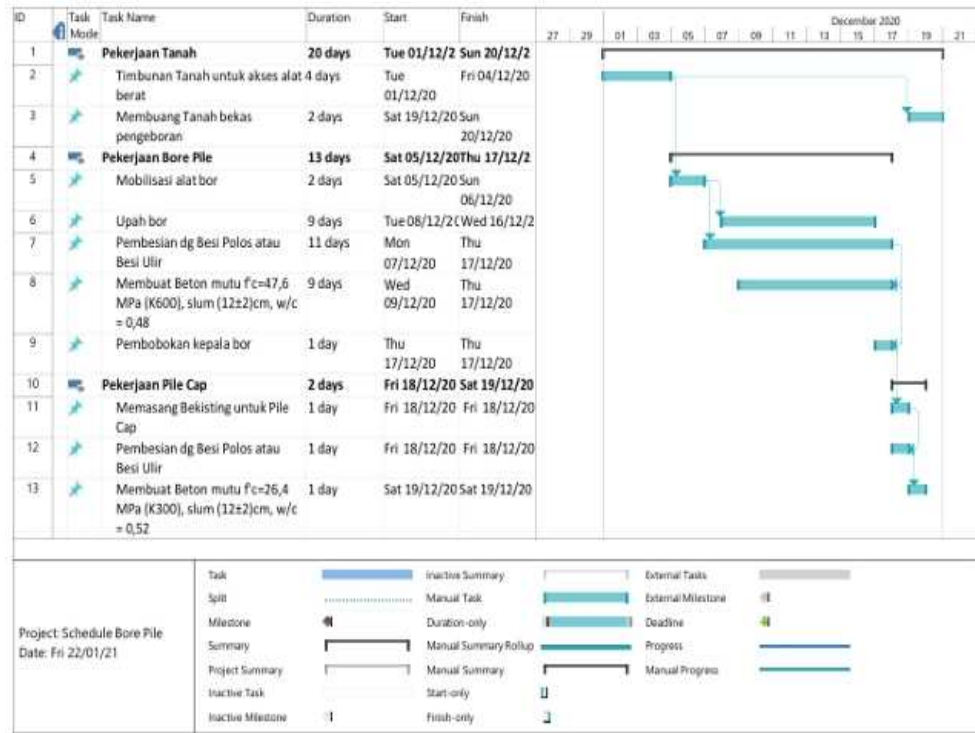 ID Task Mode Task Name Duration Start Finish
December 2020
27 29 01 03 05 07 09 11 13 15 17 19 21
1 Pekerjaan Tanah 20 days Tue 01/12/2 Sun 20/12/2
2 Timbunan Tanah untuk akses alat berat 4 days Tue 01/12/20 Fri 04/12/20
3 Membuang Tanah bekas pengeboran 2 days Sat 19/12/20 Sun 20/12/20
4 Pekerjaan Bore Pile 13 days Sat 05/12/20 Thu 17/12/2
5 Mobilisasi alat bor 2 days Sat 05/12/20 Sun 06/12/20
6 Upah bor 9 days Tue 08/12/2 Wed 16/12/2
7 Pembesian dg Besi Polos atau Besi Ulir 11 days Mon 07/12/20 Thu 17/12/20
8 Membuat Beton mutu f'c=47,6 MPa (K600), slum (12±2)cm, w/c = 0,48 9 days Wed 09/12/20 Thu 17/12/20
9 Pembobokan kepala bor 1 day Thu 17/12/20 Thu 17/12/20
10 Pekerjaan Pile Cap 2 days Fri 18/12/20 Sat 19/12/20
11 Memasang Bekisting untuk Pile Cap 1 day Fri 18/12/20 Fri 18/12/20
12 Pembesian dg Besi Polos atau Besi Ulir 1 day Fri 18/12/20 Fri 18/12/20
13 Membuat Beton mutu f'c=26,4 MPa (K300), slum (12±2)cm, w/c = 0,52 1 day Sat 19/12/20 Sat 19/12/20
Project: Schedule Bore Pile
Date: Fri 22/01/21
Task Inactive Summary External Tasks
Split Manual Task External Milestone
Milestone Duration-only Deadline
Summary Manual Summary Rollup Progress
Project Summary Manual Summary Manual Progress
Inactive Task Start-only
Inactive Milestone Finish-only